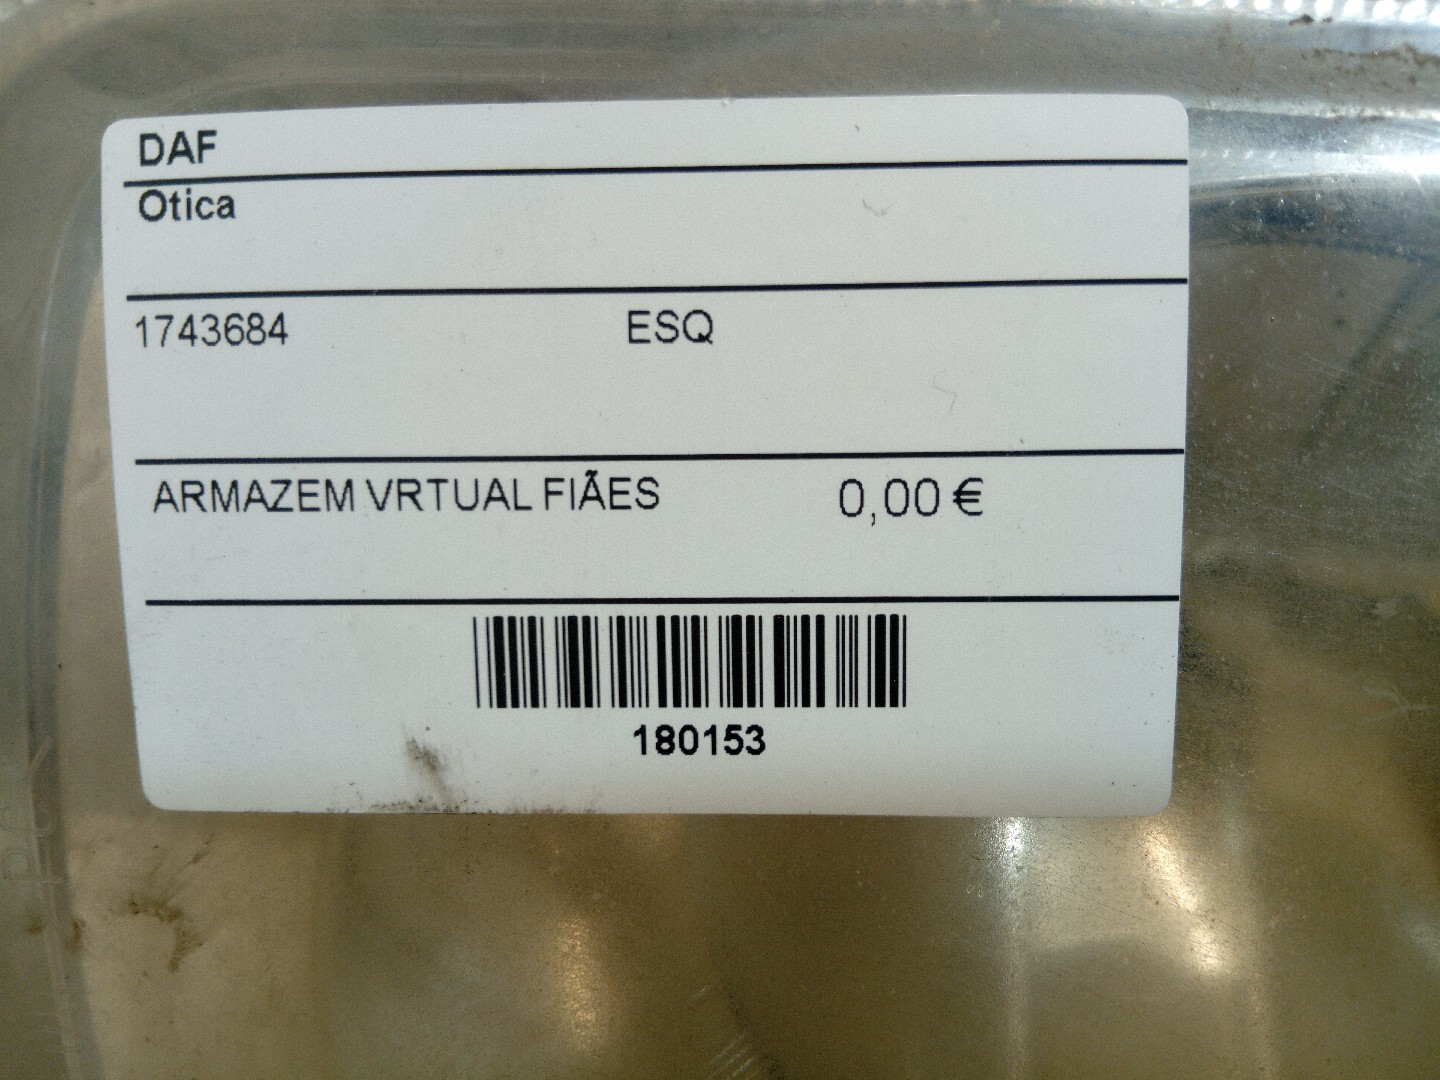 DAF
Otica
1743684 ESQ
ARMAZEM VRTUAL FIÃES 0,00 €
180153